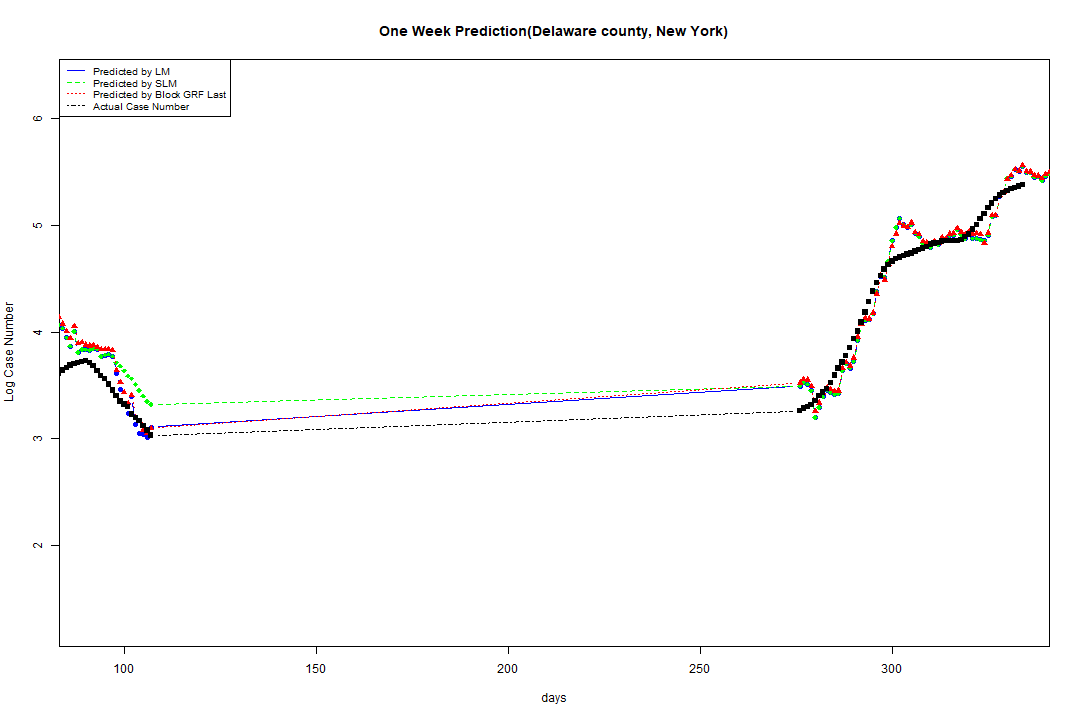 One Week Prediction(Delaware county, New York)
Predicted by LM
Predicted by SLM
Predicted by Block GRF Last
Actual Case Number
Log Case Number
6
5
4
3
2
100 150 200 250 300
days